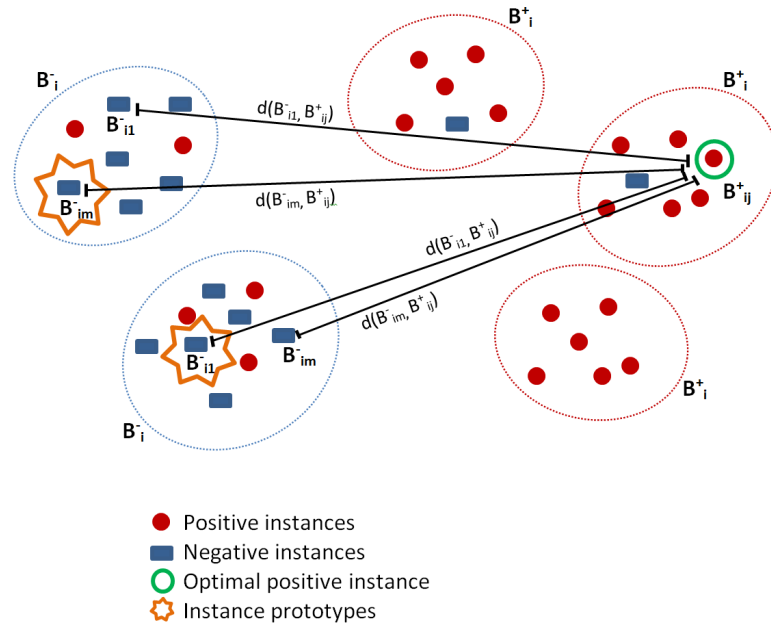 B⁺ᵢ
B⁻ᵢ
B⁺ᵢ
B⁻ᵢ₁
d(B⁻ᵢ₁, B⁺ᵢⱼ)
B⁻ᵢₘ
d(B⁻ᵢₘ, B⁺ᵢⱼ)
B⁺ᵢⱼ
d(B⁻ᵢ₁, B⁺ᵢⱼ)
d(B⁻ᵢₘ, B⁺ᵢⱼ)
B⁻ᵢ₁
B⁻ᵢₘ
B⁺ᵢ
B⁻ᵢ
Positive instances
Negative instances
Optimal positive instance
Instance prototypes